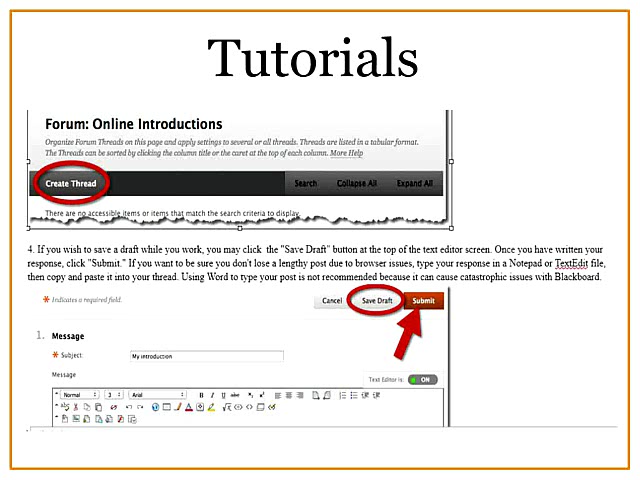 Tutorials
Forum: Online Introductions
Organize Forum Threads on this page and apply settings to several or all threads. Threads are listed in a tabular format.
The Threads can be sorted by clicking the column title or the caret at the top of each column. More Help
Create Thread Search Collapse All Expand All
There are no accessible items or items that match the search criteria to display.
4. If you wish to save a draft while you work, you may click the "Save Draft" button at the top of the text editor screen. Once you have written your
response, click "Submit." If you want to be sure you don't lose a lengthy post due to browser issues, type your response in a Notepad or TextEdit file,
then copy and paste it into your thread. Using Word to type your post is not recommended because it can cause catastrophic issues with Blackboard.
* Indicates a required field. Cancel Save Draft Submit
1. Message
* Subject My introduction
Message
Text Editor is: ON
Normal 3 Arial B I U abc x² x₂